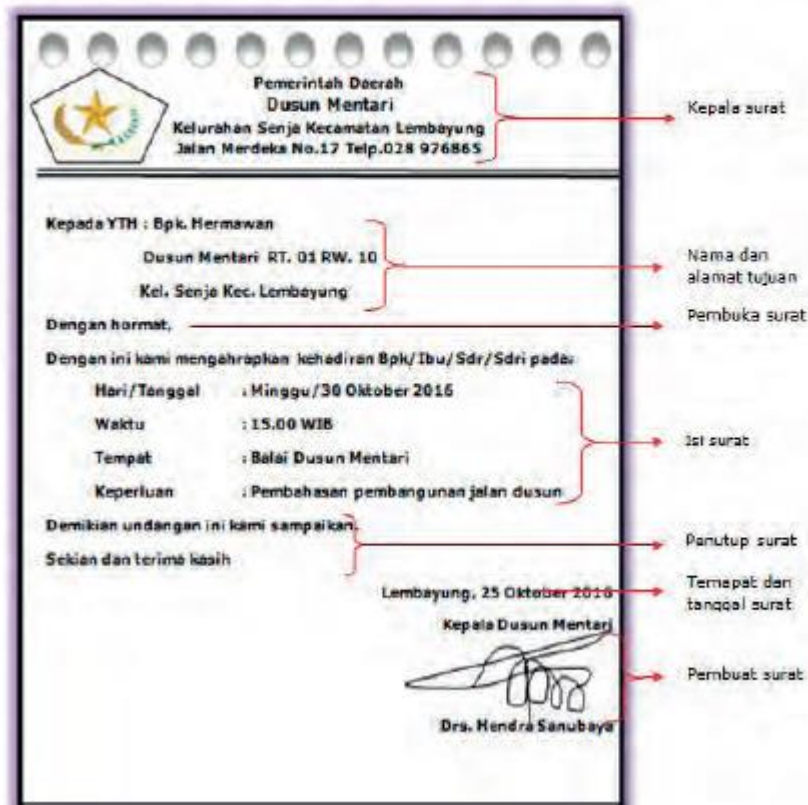 Pemerintah Daerah
Dusun Mentari
Kelurahan Senja Kecamatan Lembayung
Jalan Merdeka No.17 Telp.028 976865
Kepala surat
Kepada YTH : Bpk. Hermawan
Dusun Mentari RT. 01 RW. 10
Kel. Senja Kec. Lembayung
Nama dan
alamat tujuan
Dengan hormat,
Pembuka surat
Dengan ini kami mengahrapkan kehadiran Bpk/Ibu/Sdr/Sdri pada:
Hari/Tanggal : Minggu/30 Oktober 2016
Waktu : 15.00 WIB
Tempat : Balai Dusun Mentari
Keperluan : Pembahasan pembangunan jalan dusun
Isi surat
Demikian undangan ini kami sampaikan.
Sekian dan terima kasih
Penutup surat
Lembayung, 25 Oktober 2016
Temapat dan
tanggal surat
Kepala Dusun Mentari
Drs. Hendra Sanubaya
Pembuat surat